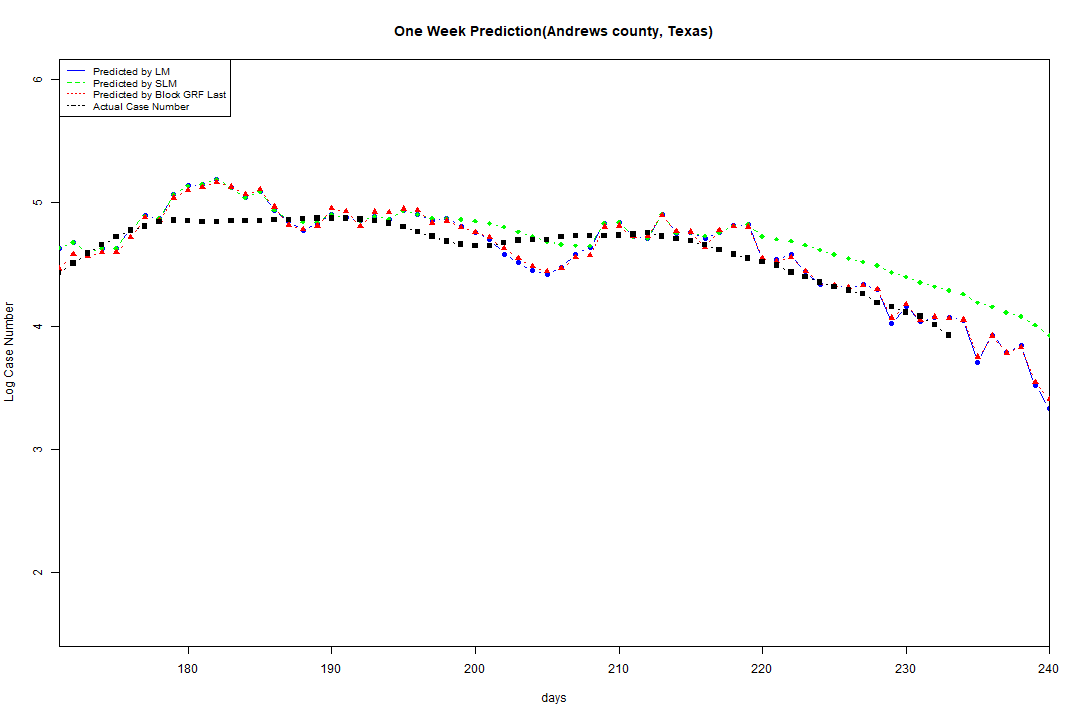 One Week Prediction(Andrews county, Texas)
Predicted by LM
Predicted by SLM
Predicted by Block GRF Last
Actual Case Number
6
5
4
3
2
Log Case Number
180 190 200 210 220 230 240
days